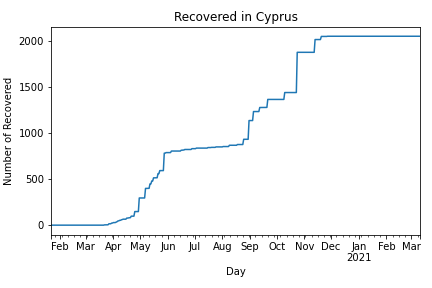 Recovered in Cyprus
Number of Recovered
2000
1500
1000
500
0
Feb Mar Apr May Jun Jul Aug Sep Oct Nov Dec Jan Feb Mar
2021
Day